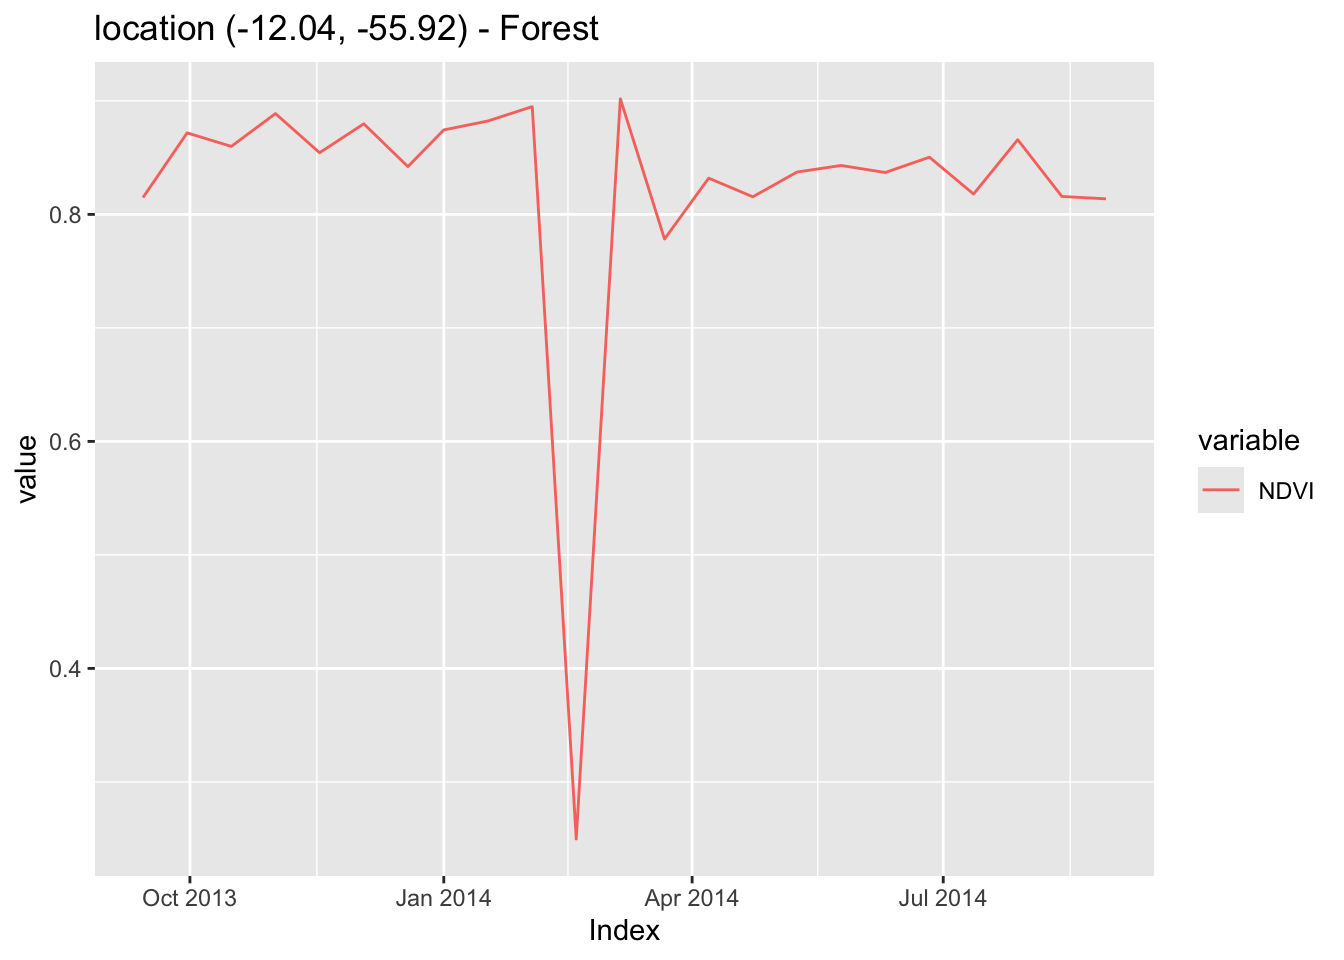 location (-12.04, -55.92) - Forest
value
0.8
0.6
0.4
Oct 2013
Jan 2014
Apr 2014
Jul 2014
Index
variable
NDVI